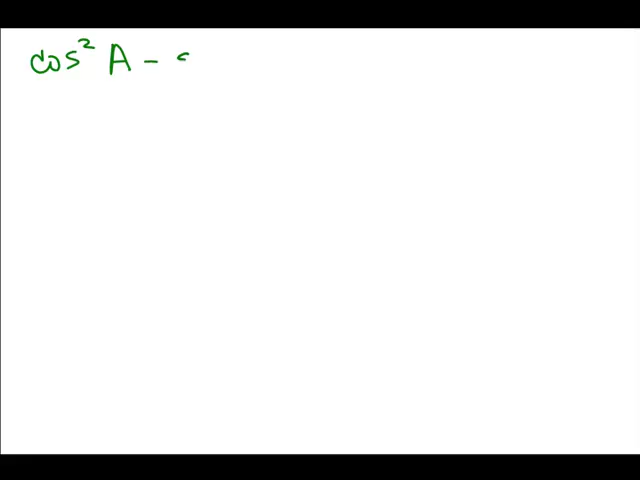 cos² A –